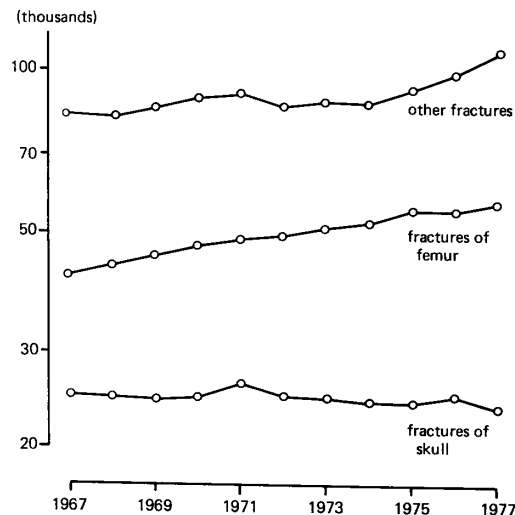 (thousands)
100
other fractures
70
50
fractures of
femur
30
fractures of
skull
20
1967 1969 1971 1973 1975 1977